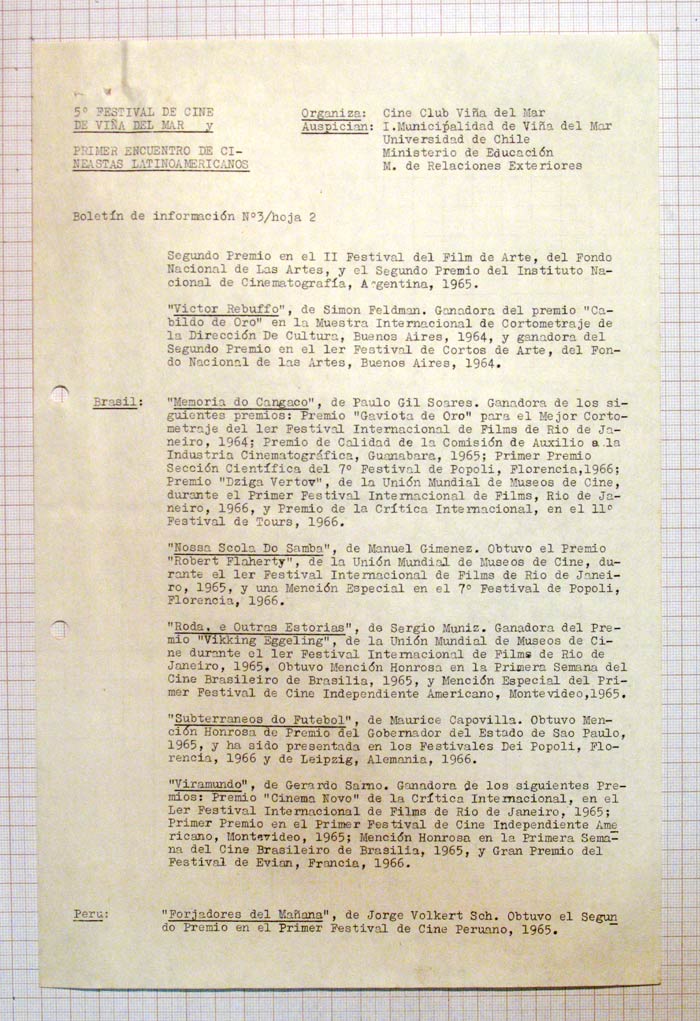 5º FESTIVAL DE CINE
DE VIÑA DEL MAR y
PRIMER ENCUENTRO DE CI-
NEASTAS LATINOAMERICANOS
Organiza: Cine Club Viña del Mar
Auspician: I.Municipalidad de Viña del Mar
Universidad de Chile
Ministerio de Educación
M. de Relaciones Exteriores
Boletín de información Nº3/hoja 2
Segundo Premio en el II Festival del Film de Arte, del Fondo
Nacional de Las Artes, y el Segundo Premio del Instituto Na-
cional de Cinematografía, Argentina, 1965.
"Victor Rebuffo", de Simon Feldman. Ganadora del premio "Ca-
bildo de Oro" en la Muestra Internacional de Cortometraje de
la Dirección De Cultura, Buenos Aires, 1964, y ganadora del
Segundo Premio en el 1er Festival de Cortos de Arte, del Fon-
do Nacional de las Artes, Buenos Aires, 1964.
Brasil: "Memoria do Cangaco", de Paulo Gil Soares. Ganadora de los si-
guientes premios: Premio "Gaviota de Oro" para el Mejor Corto-
metraje del 1er Festival Internacional de Films de Rio de Ja-
neiro, 1964; Premio de Calidad de la Comisión de Auxilio a la
Industria Cinematográfica, Guanabara, 1965; Primer Premio
Sección Científica del 7º Festival de Popoli, Florencia,1966;
Premio "Dziga Vertov", de la Unión Mundial de Museos de Cine,
durante el Primer Festival Internacional de Films, Rio de Ja-
neiro, 1966, y Premio de la Crítica Internacional, en el 11º
Festival de Tours, 1966.
"Nossa Scola Do Samba", de Manuel Gimenez. Obtuvo el Premio
"Robert Flaherty", de la Unión Mundial de Museos de Cine, du-
rante el 1er Festival Internacional de Films de Rio de Janei-
ro, 1965, y una Mención Especial en el 7º Festival de Popoli,
Florencia, 1966.
"Roda, e Outras Estorias", de Sergio Muniz. Ganadora del Pre-
mio "Vikking Eggeling", de la Unión Mundial de Museos de Ci-
ne durante el 1er Festival Internacional de Films de Rio de
Janeiro, 1965. Obtuvo Mención Honrosa en la Primera Semana del
Cine Brasileiro de Brasilia, 1965, y Mención Especial del Pri-
mer Festival de Cine Independiente Americano, Montevideo,1965.
"Subterraneos do Futebol", de Maurice Capovilla. Obtuvo Men-
ción Honrosa de Premio del Gobernador del Estado de Sao Paulo,
1965, y ha sido presentada en los Festivales Dei Popoli, Flo-
rencia, 1966 y de Leipzig, Alemania, 1966.
"Viramundo", de Gerardo Sarno. Ganadora de los siguientes Pre-
mios: Premio "Cinema Novo" de la Crítica Internacional, en el
1er Festival Internacional de Films de Rio de Janeiro, 1965;
Primer Premio en el Primer Festival de Cine Independiente Ame
ricano, Montevideo, 1965; Mención Honrosa en la Primera Sema-
na del Cine Brasileiro de Brasilia, 1965, y Gran Premio del
Festival de Evian, Francia, 1966.
Peru: "Forjadores del Mañana", de Jorge Volkert Sch. Obtuvo el Segun
do Premio en el Primer Festival de Cine Peruano, 1965.